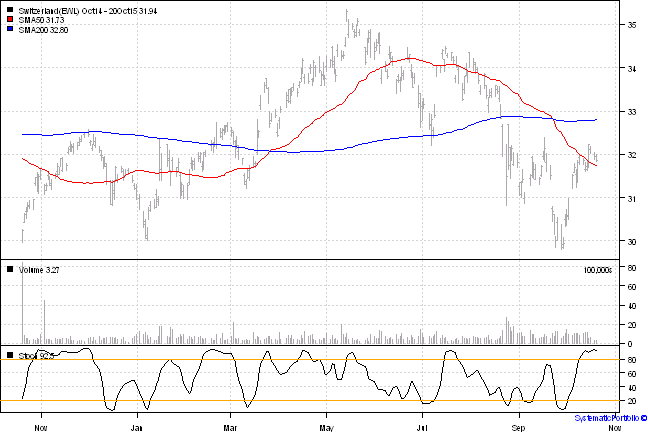 Switzerland(EWL) Oct14 - 20Oct15 31.94
SMA50 31.73
SMA200 32.80
35
34
33
32
31
30
Volume 3.27
100,000s
80
60
40
20
0
Stoch 92.5
80
60
40
20
Nov
Jan
Mar
May
Jul
Sep
Nov
SystematicPortfolio ©